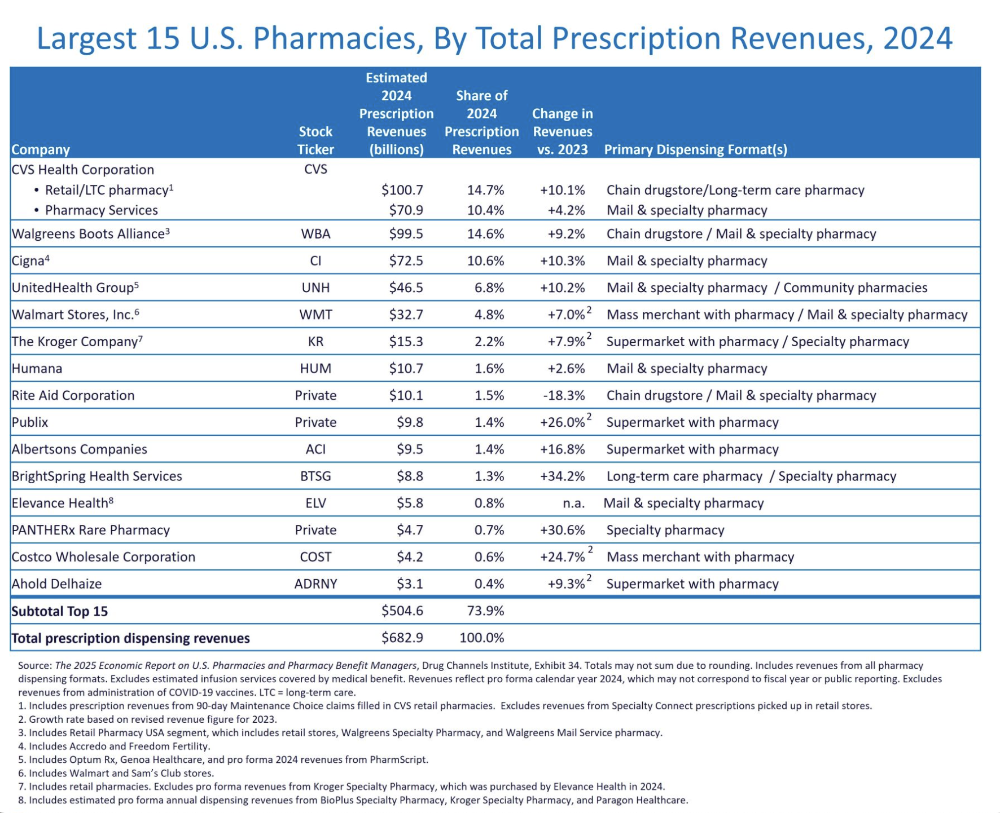 Largest 15 U.S. Pharmacies, By Total Prescription Revenues, 2024
Company Stock Ticker Estimated 2024 Prescription Revenues (billions) Share of 2024 Prescription Revenues Change in Revenues vs. 2023 Primary Dispensing Format(s)
CVS Health Corporation CVS
• Retail/LTC pharmacy¹ $100.7 14.7% +10.1% Chain drugstore/Long-term care pharmacy
• Pharmacy Services $70.9 10.4% +4.2% Mail & specialty pharmacy
Walgreens Boots Alliance³ WBA $99.5 14.6% +9.2% Chain drugstore / Mail & specialty pharmacy
Cigna⁴ CI $72.5 10.6% +10.3% Mail & specialty pharmacy
UnitedHealth Group⁵ UNH $46.5 6.8% +10.2% Mail & specialty pharmacy / Community pharmacies
Walmart Stores, Inc.⁶ WMT $32.7 4.8% +7.0%² Mass merchant with pharmacy / Mail & specialty pharmacy
The Kroger Company⁷ KR $15.3 2.2% +7.9%² Supermarket with pharmacy / Specialty pharmacy
Humana HUM $10.7 1.6% +2.6% Mail & specialty pharmacy
Rite Aid Corporation Private $10.1 1.5% -18.3% Chain drugstore / Mail & specialty pharmacy
Publix Private $9.8 1.4% +26.0%² Supermarket with pharmacy
Albertsons Companies ACI $9.5 1.4% +16.8% Supermarket with pharmacy
BrightSpring Health Services BTSG $8.8 1.3% +34.2% Long-term care pharmacy / Specialty pharmacy
Elevance Health⁸ ELV $5.8 0.8% n.a. Mail & specialty pharmacy
PANTHERx Rare Pharmacy Private $4.7 0.7% +30.6% Specialty pharmacy
Costco Wholesale Corporation COST $4.2 0.6% +24.7%² Mass merchant with pharmacy
Ahold Delhaize ADRNY $3.1 0.4% +9.3%² Supermarket with pharmacy
Subtotal Top 15 $504.6 73.9%
Total prescription dispensing revenues $682.9 100.0%
Source: The 2025 Economic Report on U.S. Pharmacies and Pharmacy Benefit Managers, Drug Channels Institute, Exhibit 34. Totals may not sum due to rounding. Includes revenues from all pharmacy
dispensing formats. Excludes estimated infusion services covered by medical benefit. Revenues reflect pro forma calendar year 2024, which may not correspond to fiscal year or public reporting. Excludes
revenues from administration of COVID-19 vaccines. LTC = long-term care.
1. Includes prescription revenues from 90-day Maintenance Choice claims filled in CVS retail pharmacies. Excludes revenues from Specialty Connect prescriptions picked up in retail stores.
2. Growth rate based on revised revenue figure for 2023.
3. Includes Retail Pharmacy USA segment, which includes retail stores, Walgreens Specialty Pharmacy, and Walgreens Mail Service pharmacy.
4. Includes Accredo and Freedom Fertility.
5. Includes Optum Rx, Genoa Healthcare, and pro forma 2024 revenues from PharmScript.
6. Includes Walmart and Sam's Club stores.
7. Includes retail pharmacies. Excludes pro forma revenues from Kroger Specialty Pharmacy, which was purchased by Elevance Health in 2024.
8. Includes estimated pro forma annual dispensing revenues from BioPlus Specialty Pharmacy, Kroger Specialty Pharmacy, and Paragon Healthcare.